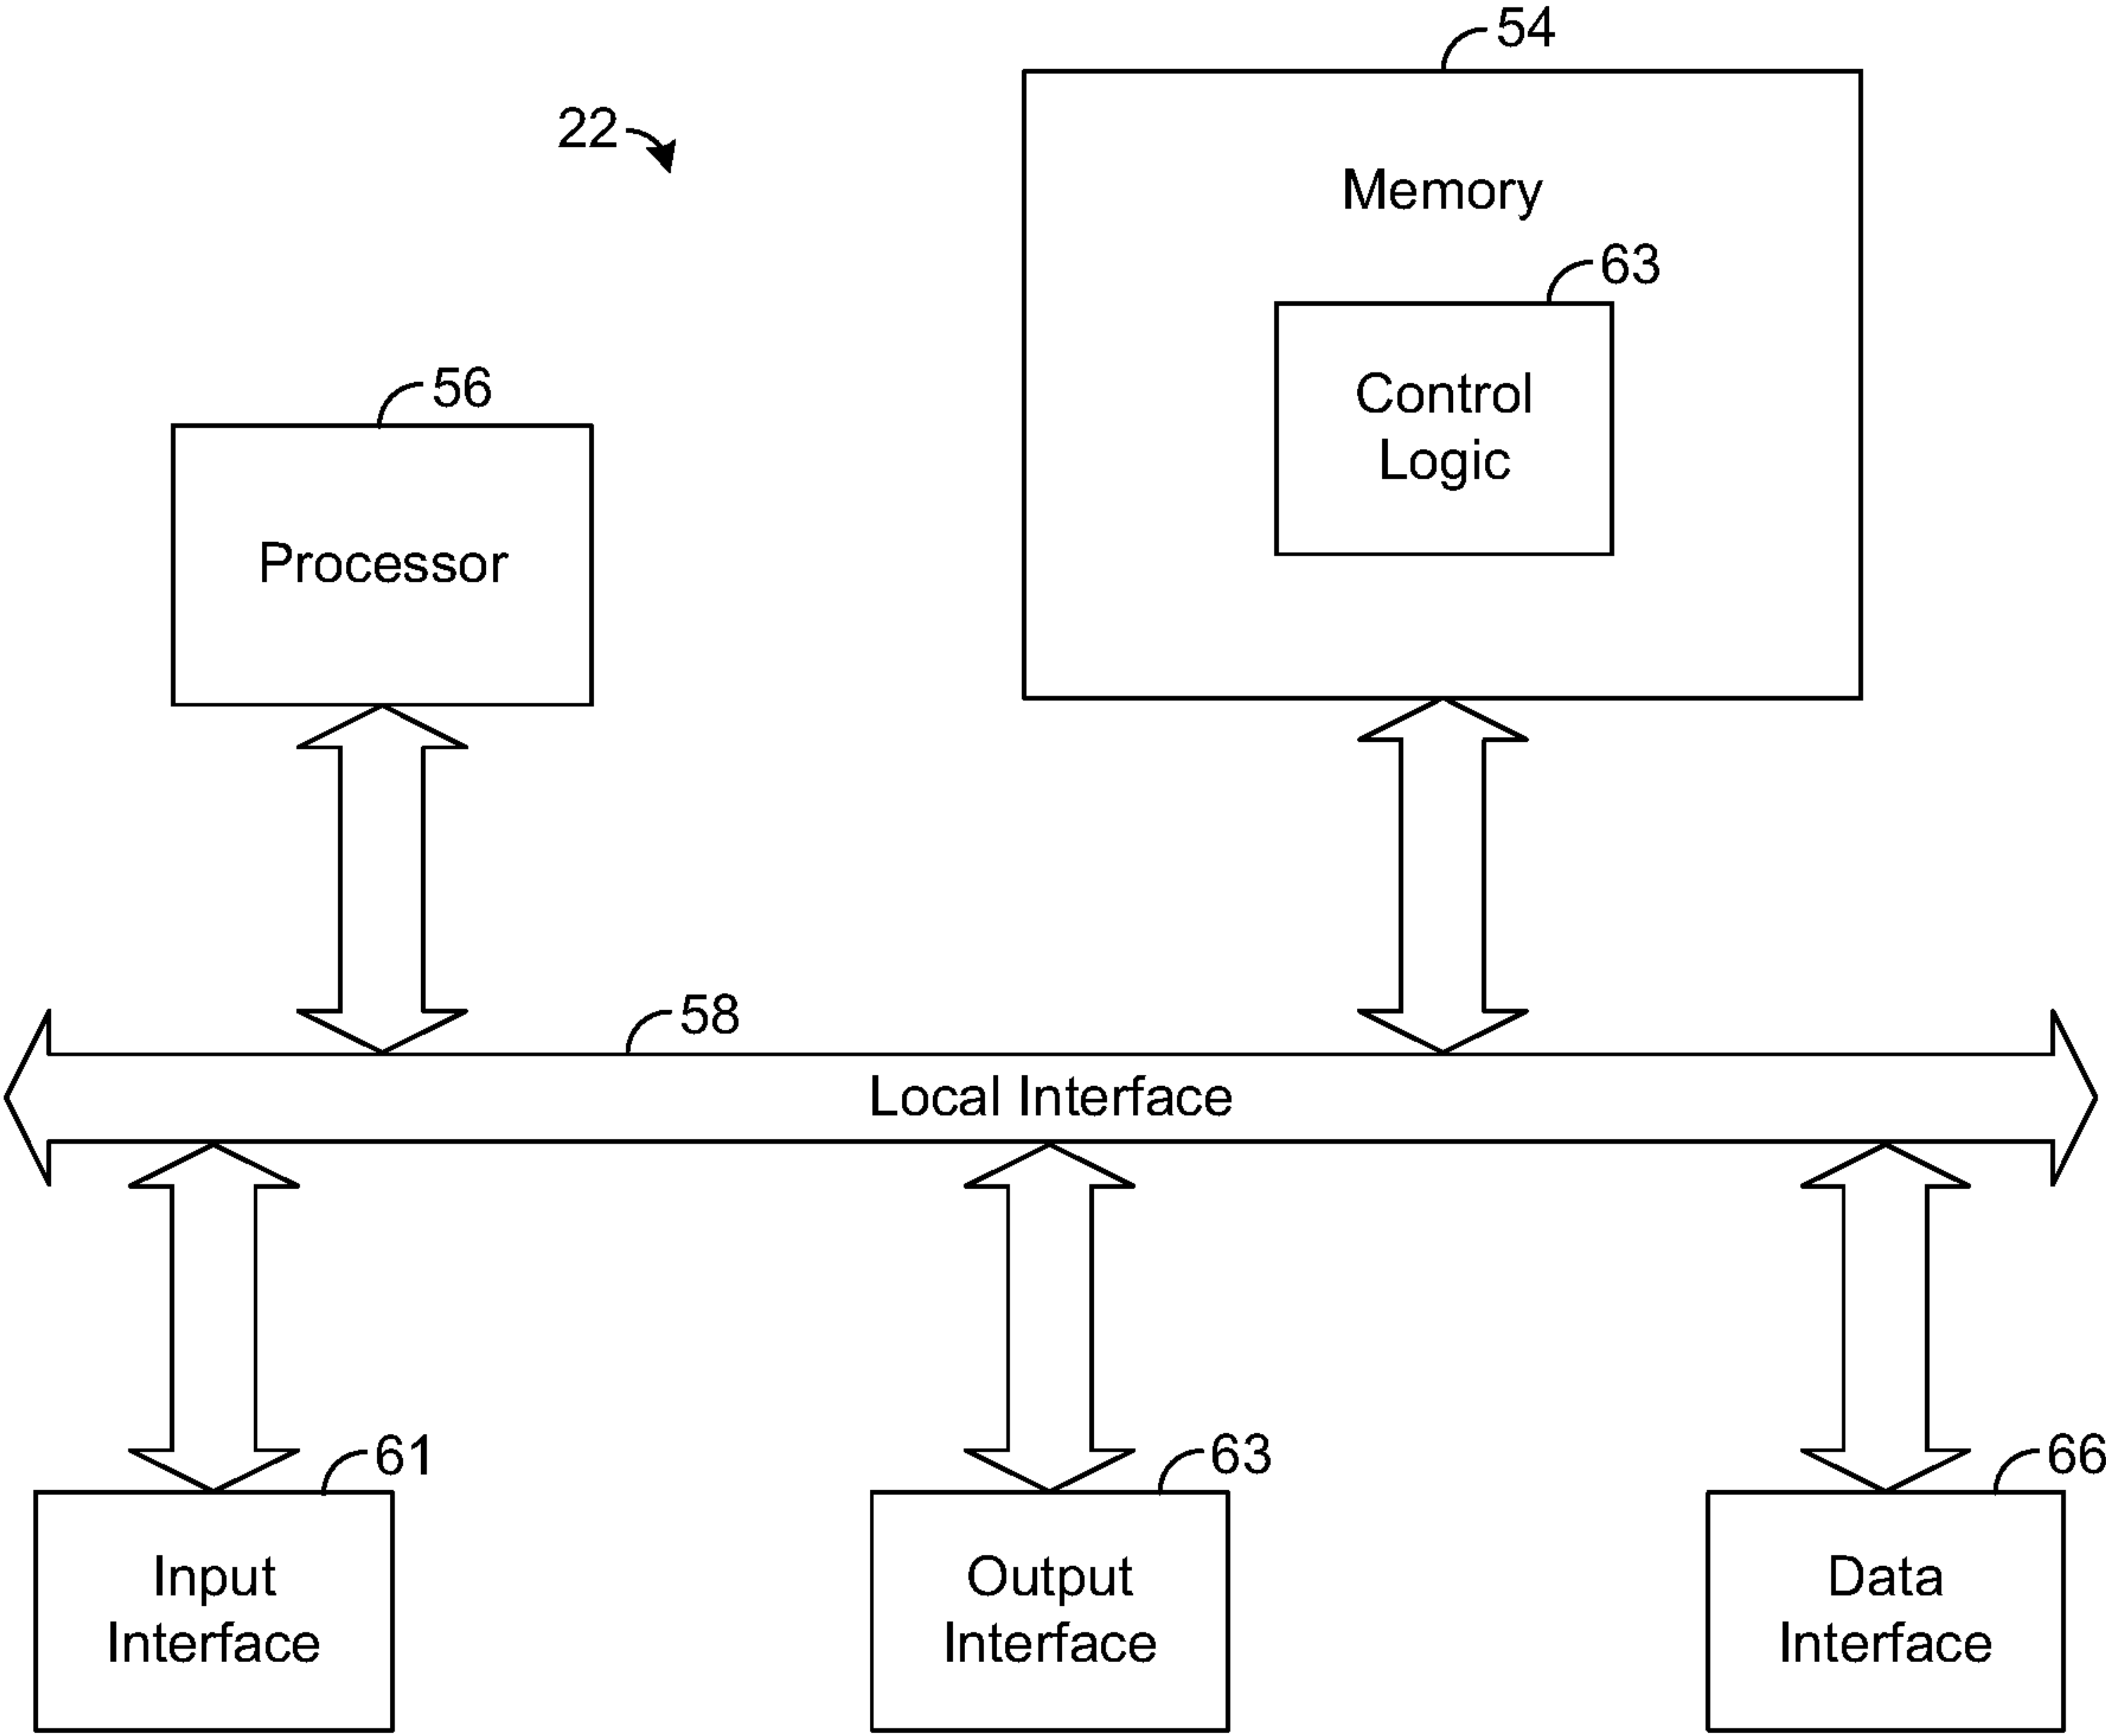 54
22
Memory
63
Control
Logic
56
Processor
58
Local Interface
61
63
66
Input
Interface
Output
Interface
Data
Interface